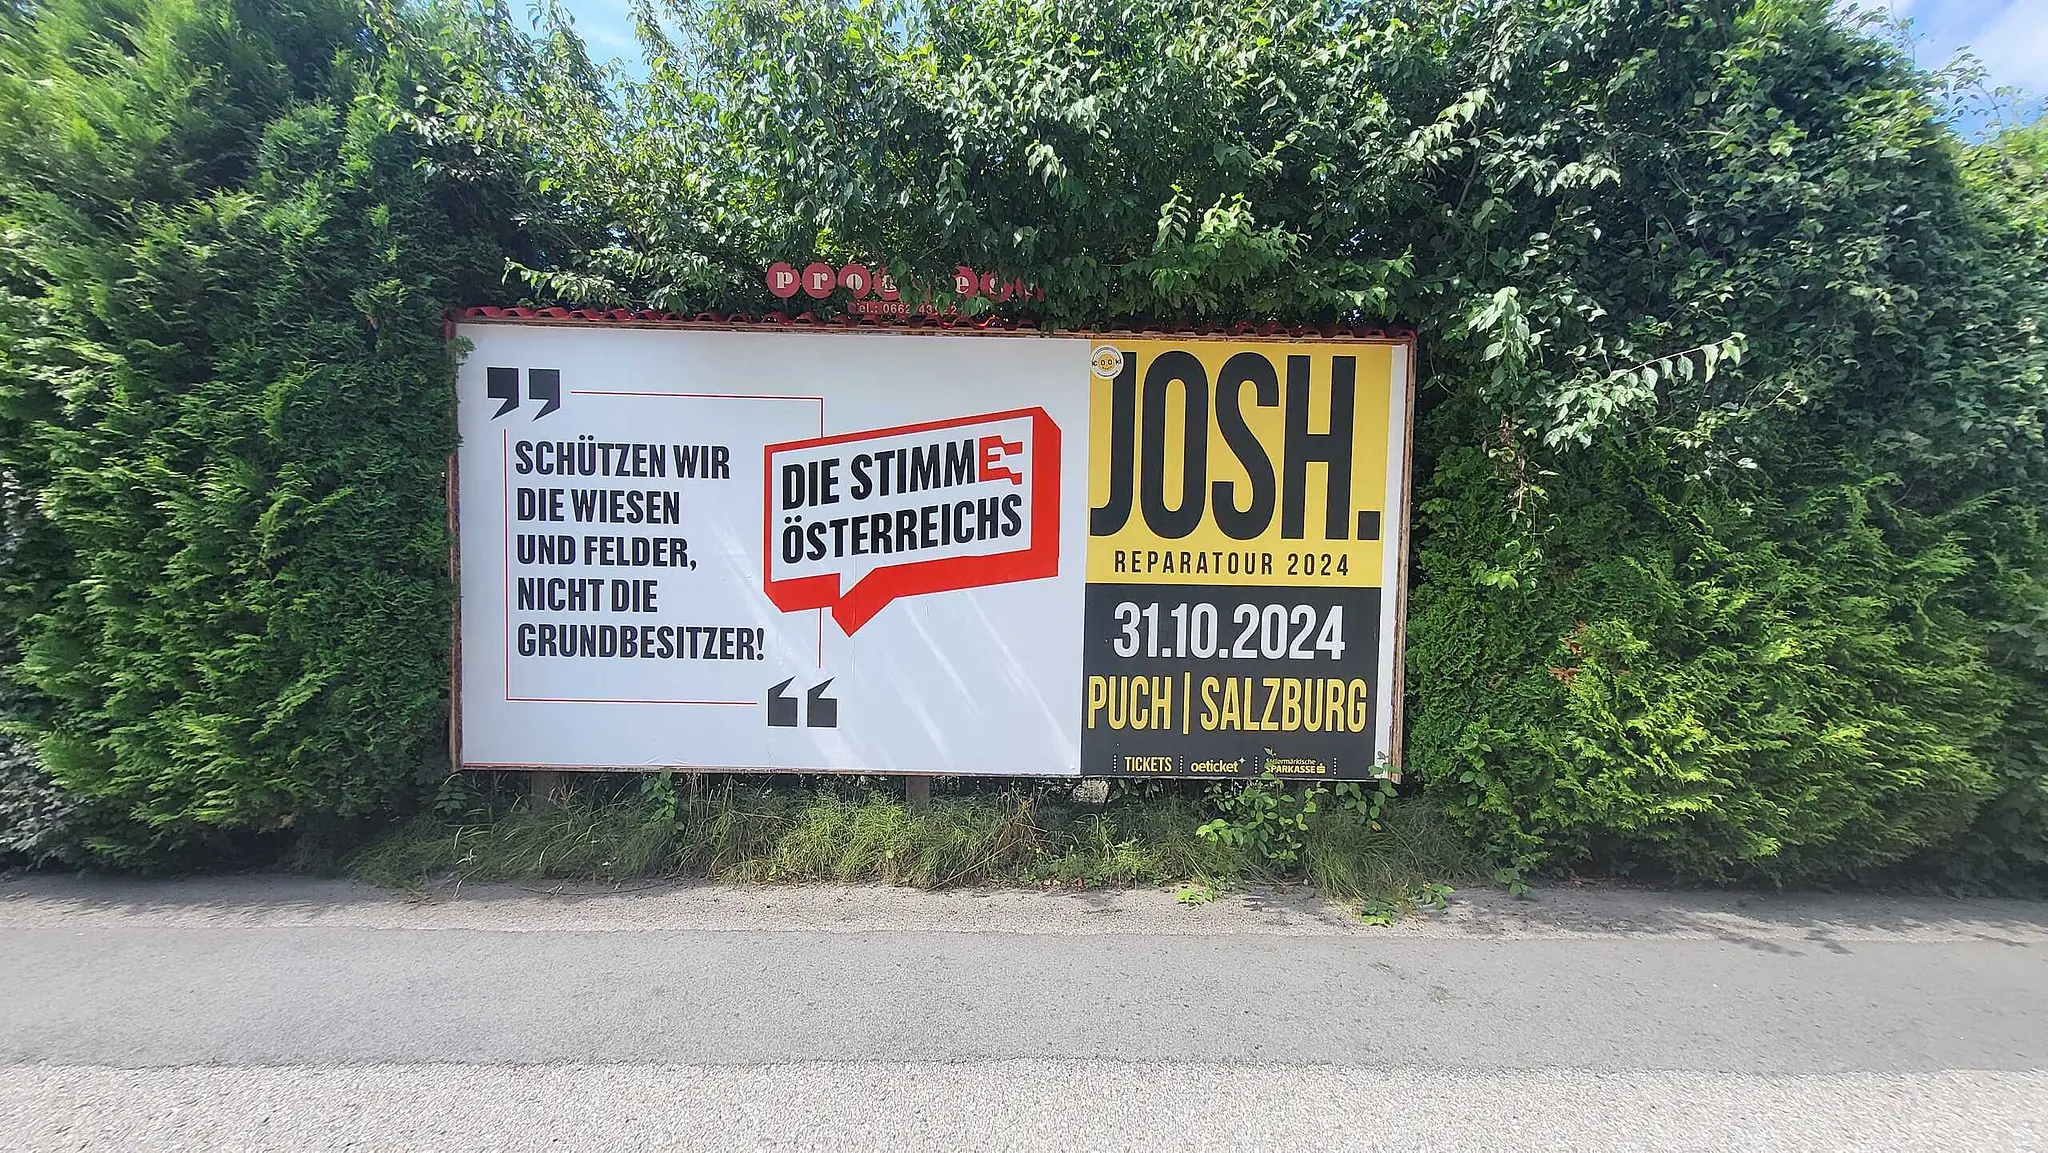 SCHÜTZEN WIR
DIE WIESEN
UND FELDER,
NICHT DIE
GRUNDBESITZER!
DIE STIMME
ÖSTERREICHS
JOSH.
REPARATOUR 2024
31.10.2024
PUCH | SALZBURG
TICKETS
oeticket
Steiermärkische
SPARKASSE